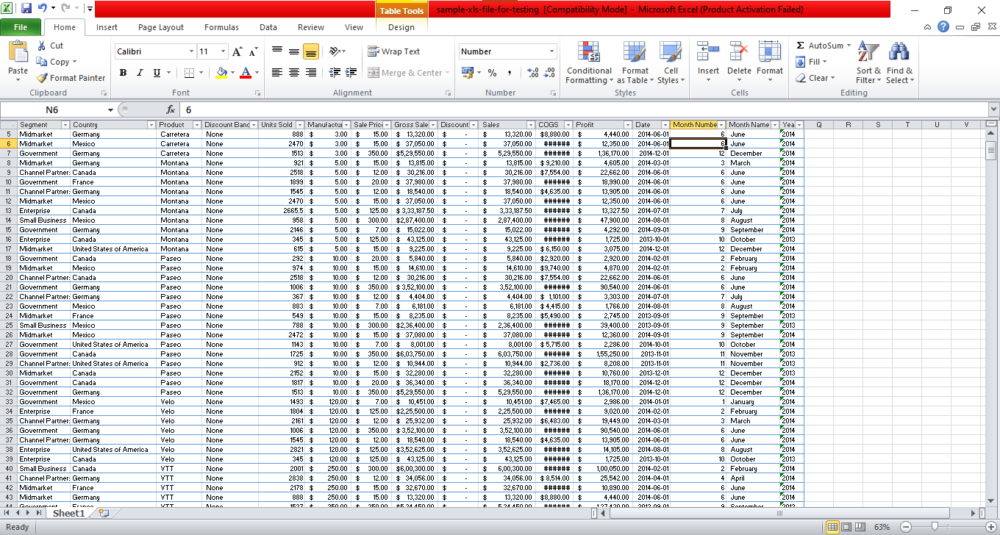 Table Tools
sample-xls-file-for-testing [Compatibility Mode] - Microsoft Excel (Product Activation Failed)
File Home Insert Page Layout Formulas Data Review View Design
Paste Cut Copy Format Painter Clipboard
Calibri 11 A A B I U A Font
Wrap Text Merge & Center Alignment
Number % , .00 .00 Number
Conditional Formatting Format as Table Cell Styles Styles
Insert Delete Format Cells
Σ AutoSum Fill Clear Sort & Filter Find & Select Editing
N6 fx 6
Segment Country Product Discount Band Units Sold Manufactu Sale Pric Gross Sale Discount Sales COGS Profit Date Month Numbe Month Name Yea Q R S T U V
5 Midmarket Germany Carretera None 888 $ 3.00 $ 15.00 $ 13,320.00 $ - $ 13,320.00 $8,880.00 $ 4,440.00 2014-06-01 6 June 2014
6 Midmarket Mexico Carretera None 2470 $ 3.00 $ 15.00 $ 37,050.00 $ - $ 37,050.00 ###### $ 12,350.00 2014-06-01 6 June 2014
7 Government Germany Carretera None 1513 $ 3.00 $ 350.00 $5,29,550.00 $ - $ 5,29,550.00 ###### $ 1,36,170.00 2014-12-01 12 December 2014
8 Midmarket Germany Montana None 921 $ 5.00 $ 15.00 $ 13,815.00 $ - $ 13,815.00 $ 9,210.00 $ 4,605.00 2014-03-01 3 March 2014
9 Channel Partner: Canada Montana None 2518 $ 5.00 $ 12.00 $ 30,216.00 $ - $ 30,216.00 $7,554.00 $ 22,662.00 2014-06-01 6 June 2014
10 Government France Montana None 1899 $ 5.00 $ 20.00 $ 37,980.00 $ - $ 37,980.00 ###### $ 18,990.00 2014-06-01 6 June 2014
11 Channel Partner: Germany Montana None 1545 $ 5.00 $ 12.00 $ 18,540.00 $ - $ 18,540.00 $4,635.00 $ 13,905.00 2014-06-01 6 June 2014
12 Midmarket Mexico Montana None 2470 $ 5.00 $ 15.00 $ 37,050.00 $ - $ 37,050.00 ###### $ 12,350.00 2014-06-01 6 June 2014
13 Enterprise Canada Montana None 2665.5 $ 5.00 $ 125.00 $ 3,33,187.50 $ - $ 3,33,187.50 ###### $ 13,327.50 2014-07-01 7 July 2014
14 Small Business Mexico Montana None 958 $ 5.00 $ 300.00 $2,87,400.00 $ - $ 2,87,400.00 ###### $ 47,900.00 2014-08-01 8 August 2014
15 Government Germany Montana None 2146 $ 5.00 $ 7.00 $ 15,022.00 $ - $ 15,022.00 ###### $ 4,292.00 2014-09-01 9 September 2014
16 Enterprise Canada Montana None 345 $ 5.00 $ 125.00 $ 43,125.00 $ - $ 43,125.00 ###### $ 1,725.00 2013-10-01 10 October 2013
17 Midmarket United States of America Montana None 615 $ 5.00 $ 15.00 $ 9,225.00 $ - $ 9,225.00 $ 6,150.00 $ 3,075.00 2014-12-01 12 December 2014
18 Government Canada Paseo None 292 $ 10.00 $ 20.00 $ 5,840.00 $ - $ 5,840.00 $2,920.00 $ 2,920.00 2014-02-01 2 February 2014
19 Midmarket Mexico Paseo None 974 $ 10.00 $ 15.00 $ 14,610.00 $ - $ 14,610.00 $9,740.00 $ 4,870.00 2014-02-01 2 February 2014
20 Channel Partner: Canada Paseo None 2518 $ 10.00 $ 12.00 $ 30,216.00 $ - $ 30,216.00 $7,554.00 $ 22,662.00 2014-06-01 6 June 2014
21 Government Germany Paseo None 1006 $ 10.00 $ 350.00 $ 3,52,100.00 $ - $ 3,52,100.00 ###### $ 90,540.00 2014-06-01 6 June 2014
22 Channel Partner: Germany Paseo None 367 $ 10.00 $ 12.00 $ 4,404.00 $ - $ 4,404.00 $ 1,101.00 $ 3,303.00 2014-07-01 7 July 2014
23 Government Mexico Paseo None 883 $ 10.00 $ 7.00 $ 6,181.00 $ - $ 6,181.00 $ 4,415.00 $ 1,766.00 2014-08-01 8 August 2014
24 Midmarket France Paseo None 549 $ 10.00 $ 15.00 $ 8,235.00 $ - $ 8,235.00 $5,490.00 $ 2,745.00 2013-09-01 9 September 2013
25 Small Business Mexico Paseo None 788 $ 10.00 $ 300.00 $2,36,400.00 $ - $ 2,36,400.00 ###### $ 39,400.00 2013-09-01 9 September 2013
26 Midmarket Mexico Paseo None 2472 $ 10.00 $ 15.00 $ 37,080.00 $ - $ 37,080.00 ###### $ 12,360.00 2014-09-01 9 September 2014
27 Government United States of America Paseo None 1143 $ 10.00 $ 7.00 $ 8,001.00 $ - $ 8,001.00 $ 5,715.00 $ 2,286.00 2014-10-01 10 October 2014
28 Government Canada Paseo None 1725 $ 10.00 $ 350.00 $6,03,750.00 $ - $ 6,03,750.00 ###### $ 1,55,250.00 2013-11-01 11 November 2013
29 Channel Partner: United States of America Paseo None 912 $ 10.00 $ 12.00 $ 10,944.00 $ - $ 10,944.00 $2,736.00 $ 8,208.00 2013-11-01 11 November 2013
30 Midmarket Canada Paseo None 2152 $ 10.00 $ 15.00 $ 32,280.00 $ - $ 32,280.00 ###### $ 10,760.00 2013-12-01 12 December 2013
31 Government Canada Paseo None 1817 $ 10.00 $ 20.00 $ 36,340.00 $ - $ 36,340.00 ###### $ 18,170.00 2014-12-01 12 December 2014
32 Government Germany Paseo None 1513 $ 10.00 $ 350.00 $5,29,550.00 $ - $ 5,29,550.00 ###### $ 1,36,170.00 2014-12-01 12 December 2014
33 Government Mexico Velo None 1493 $ 120.00 $ 7.00 $ 10,451.00 $ - $ 10,451.00 $7,465.00 $ 2,986.00 2014-01-01 1 January 2014
34 Enterprise France Velo None 1804 $ 120.00 $ 125.00 $2,25,500.00 $ - $ 2,25,500.00 ###### $ 9,020.00 2014-02-01 2 February 2014
35 Channel Partner: Germany Velo None 2161 $ 120.00 $ 12.00 $ 25,932.00 $ - $ 25,932.00 $6,483.00 $ 19,449.00 2014-03-01 3 March 2014
36 Government Germany Velo None 1006 $ 120.00 $ 350.00 $ 3,52,100.00 $ - $ 3,52,100.00 ###### $ 90,540.00 2014-06-01 6 June 2014
37 Channel Partner: Germany Velo None 1545 $ 120.00 $ 12.00 $ 18,540.00 $ - $ 18,540.00 $4,635.00 $ 13,905.00 2014-06-01 6 June 2014
38 Enterprise United States of America Velo None 2821 $ 120.00 $ 125.00 $3,52,625.00 $ - $ 3,52,625.00 ###### $ 14,105.00 2014-08-01 8 August 2014
39 Enterprise Canada Velo None 345 $ 120.00 $ 125.00 $ 43,125.00 $ - $ 43,125.00 ###### $ 1,725.00 2013-10-01 10 October 2013
40 Small Business Mexico VTT None 2001 $ 250.00 $ 300.00 $6,00,300.00 $ - $ 6,00,300.00 ###### $ 1,00,050.00 2014-02-01 2 February 2014
41 Channel Partner: Germany VTT None 2838 $ 250.00 $ 12.00 $ 34,056.00 $ - $ 34,056.00 $ 8,514.00 $ 25,542.00 2014-04-01 4 April 2014
42 Midmarket France VTT None 2178 $ 250.00 $ 15.00 $ 32,670.00 $ - $ 32,670.00 ###### $ 10,890.00 2014-06-01 6 June 2014
43 Midmarket Germany VTT None 888 $ 250.00 $ 15.00 $ 13,320.00 $ - $ 13,320.00 $8,880.00 $ 4,440.00 2014-06-01 6 June 2014
Sheet1
Ready 63%